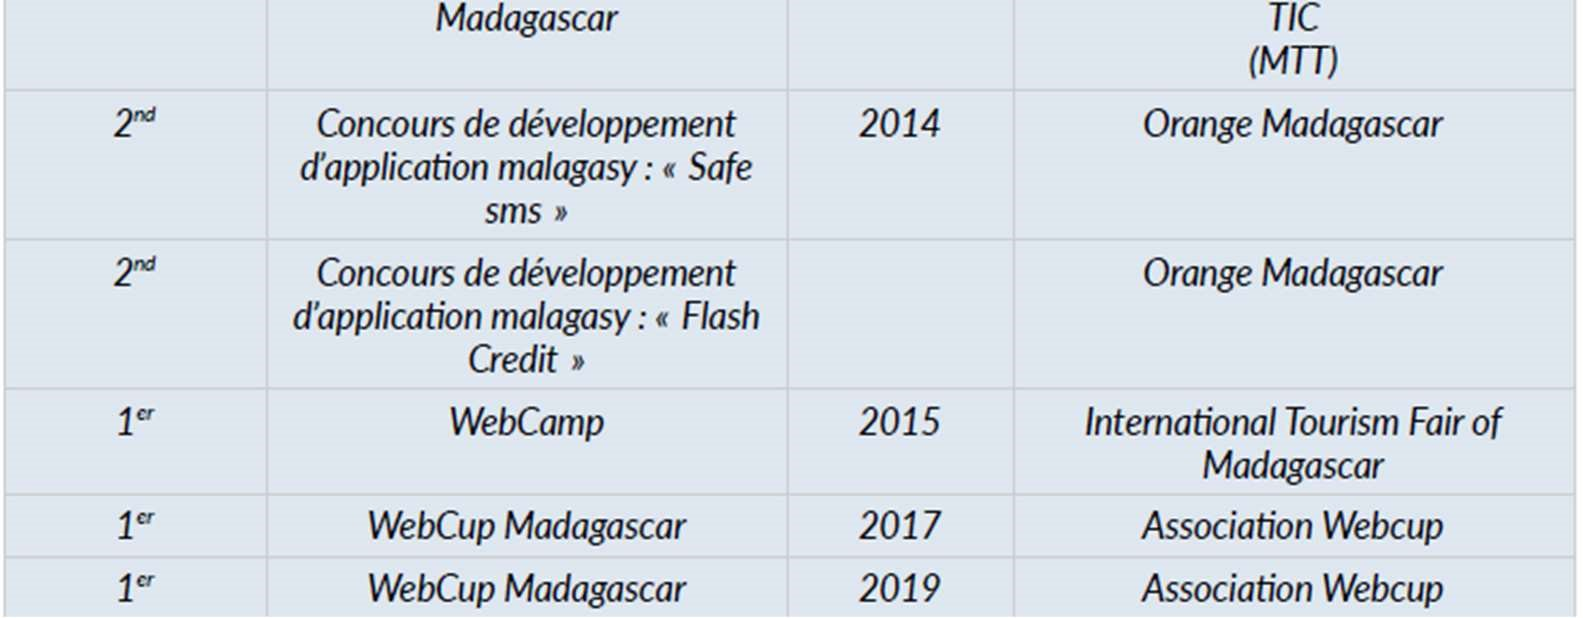 Madagascar
TIC
(MTT)
2nd
Concours de développement
d’application malagasy : « Safe
sms »
2014
Orange Madagascar
2nd
Concours de développement
d’application malagasy : « Flash
Credit »
Orange Madagascar
1er
WebCamp
2015
International Tourism Fair of
Madagascar
1er
WebCup Madagascar
2017
Association Webcup
1er
WebCup Madagascar
2019
Association Webcup